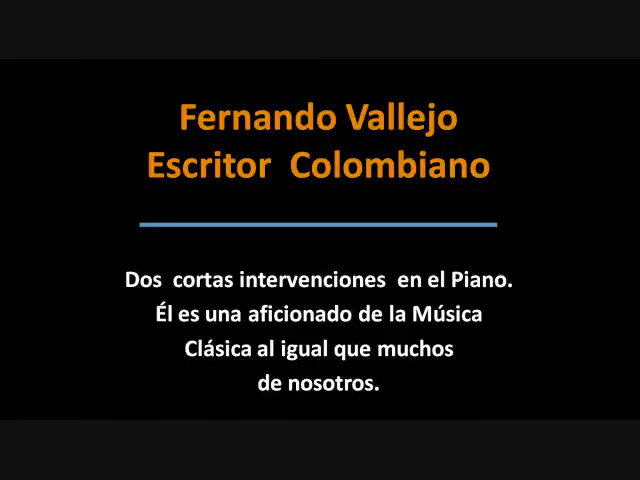 Fernando Vallejo
Escritor  Colombiano
Dos  cortas intervenciones  en el Piano.
Él es una aficionado de la Música
Clásica al igual que muchos
de nosotros.